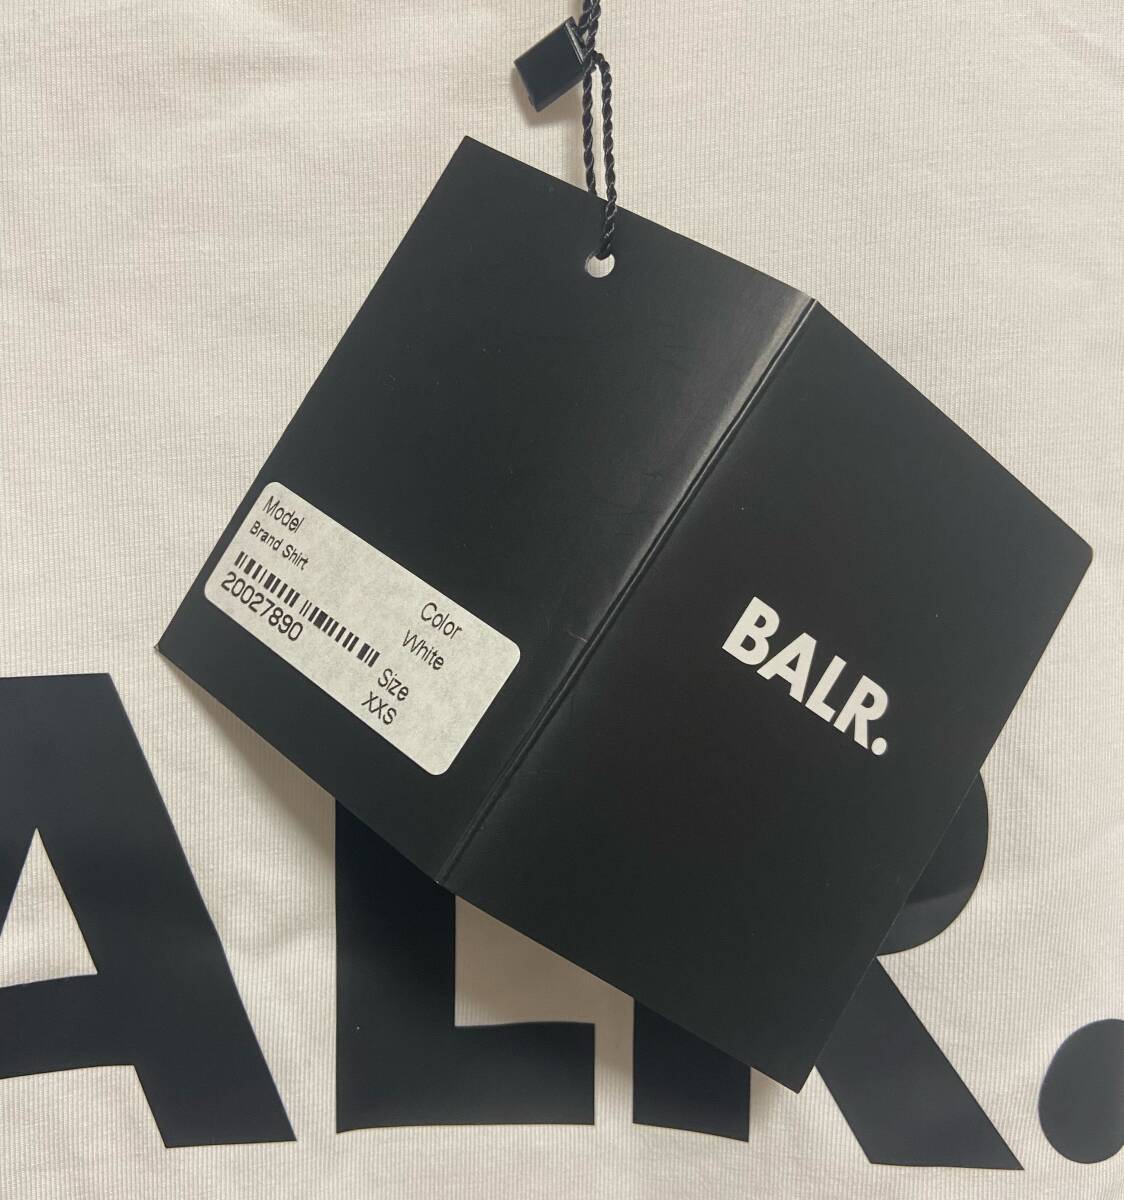 Model
Brand Shirt
20027890
Color
White
Size
XXS
BALR.
ALR.